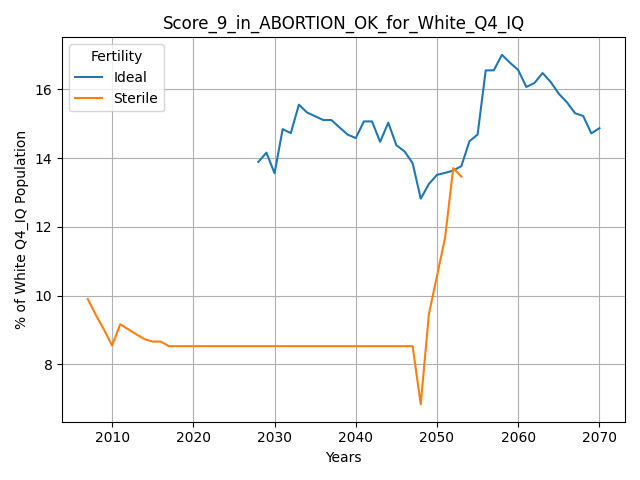 Score_9_in_ABORTION_OK_for_White_Q4_IQ
Fertility
Ideal
Sterile
% of White Q4_IQ Population
16
14
12
10
8
2010 2020 2030 2040 2050 2060 2070
Years